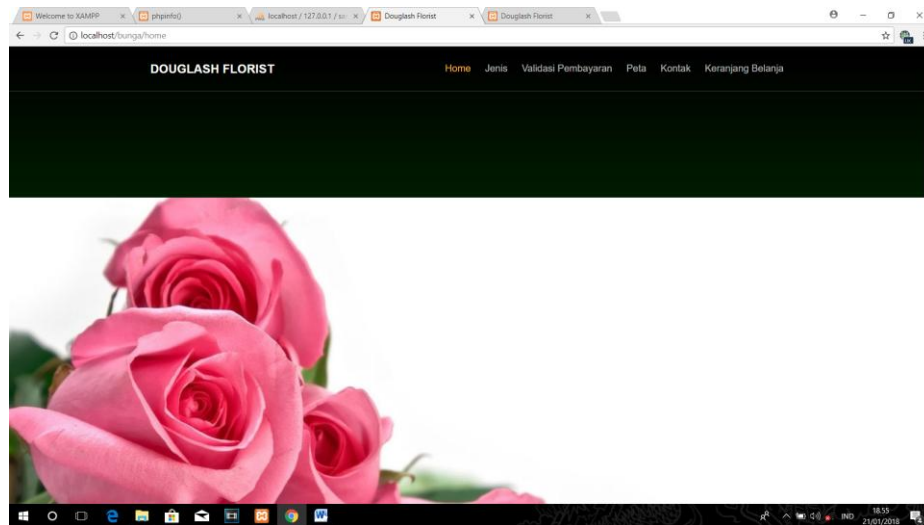 Welcome to XAMPP
phpinfo()
localhost / 127.0.0.1 /
Douglash Florist
Douglash Florist
localhost/bunga/home
DOUGLASH FLORIST
Home Jenis Validasi Pembayaran Peta Kontak Keranjang Belanja
IND
18.55
21/01/2018